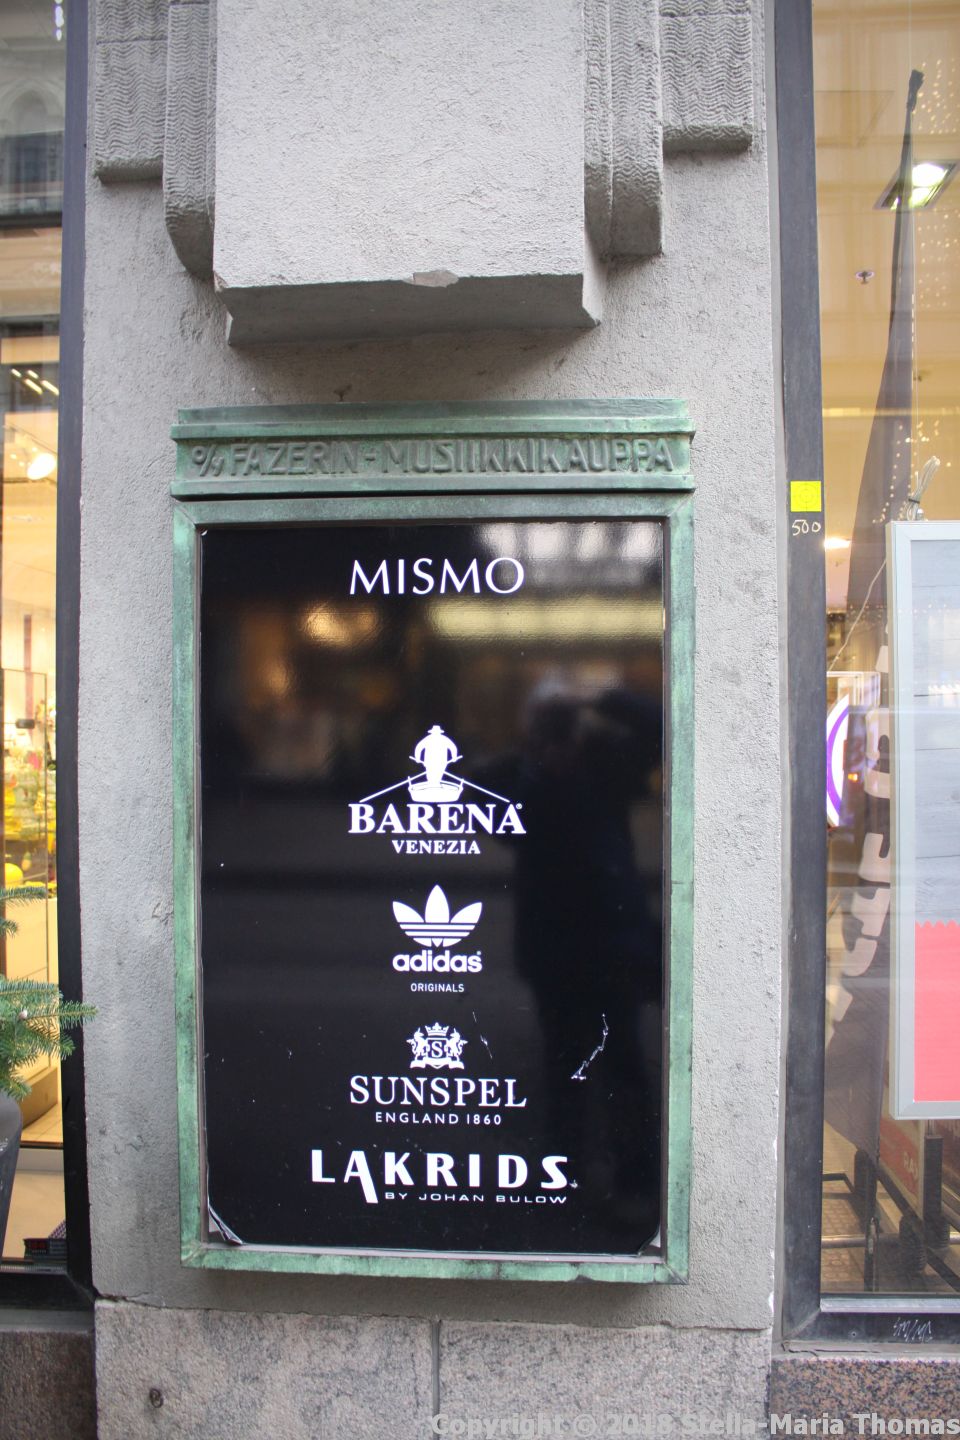 O/Y FAZERIN-MUSIIKKIKAUPPA
MISMO
BARENA®
VENEZIA
adidas®
ORIGINALS
S
SUNSPEL
ENGLAND 1860
LAKRIDS
BY JOHAN BULOW
500
RAY
Copyright © 2018 Stella-Maria Thomas